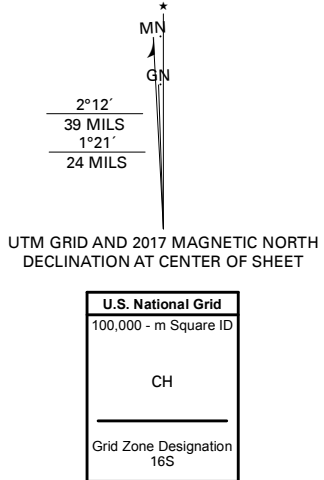 MN
GN
2°12´
39 MILS
1°21´
24 MILS
UTM GRID AND 2017 MAGNETIC NORTH
DECLINATION AT CENTER OF SHEET
U.S. National Grid
100,000 - m Square ID
CH
Grid Zone Designation
16S